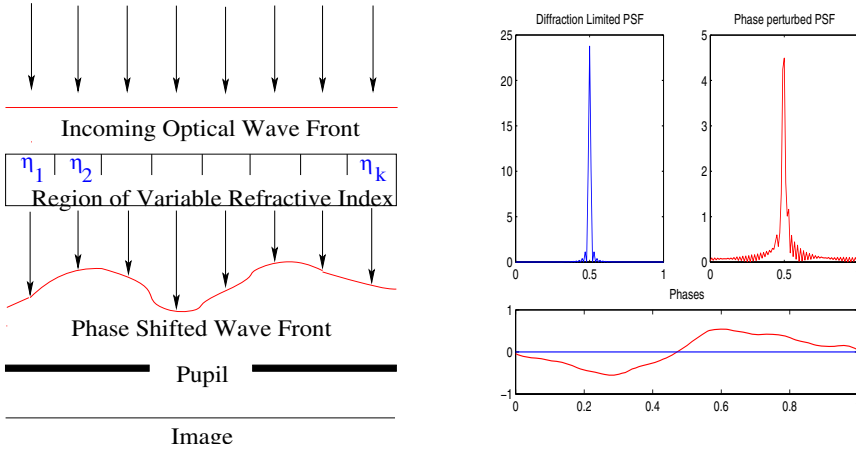 Incoming Optical Wave Front
η1 η2 ηk
Region of Variable Refractive Index
Phase Shifted Wave Front
Pupil
Image
Diffraction Limited PSF
25
20
15
10
5
0
0 0.5 1
Phase perturbed PSF
5
4
3
2
1
0
0 0.5
Phases
1
0
−1
0 0.2 0.4 0.6 0.8